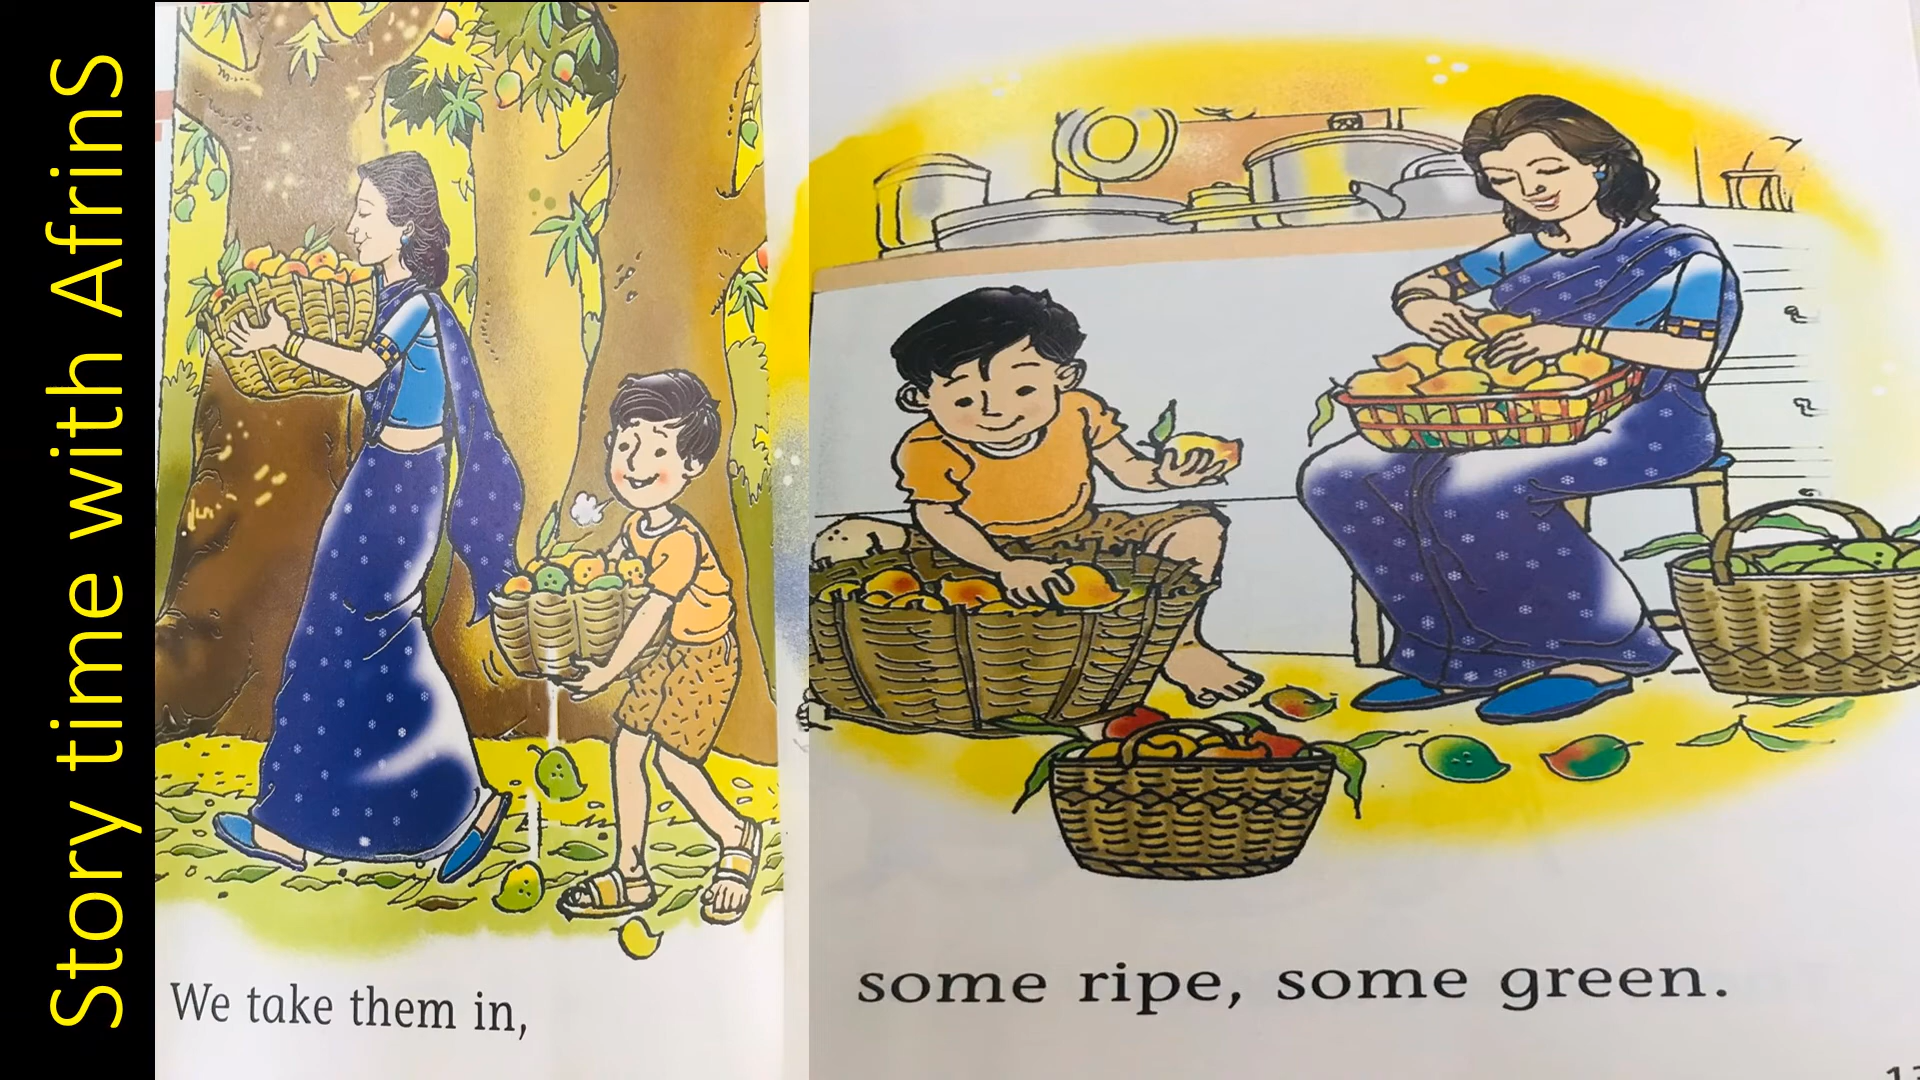 Story time with AfrinS
We take them in,
some ripe, some green.